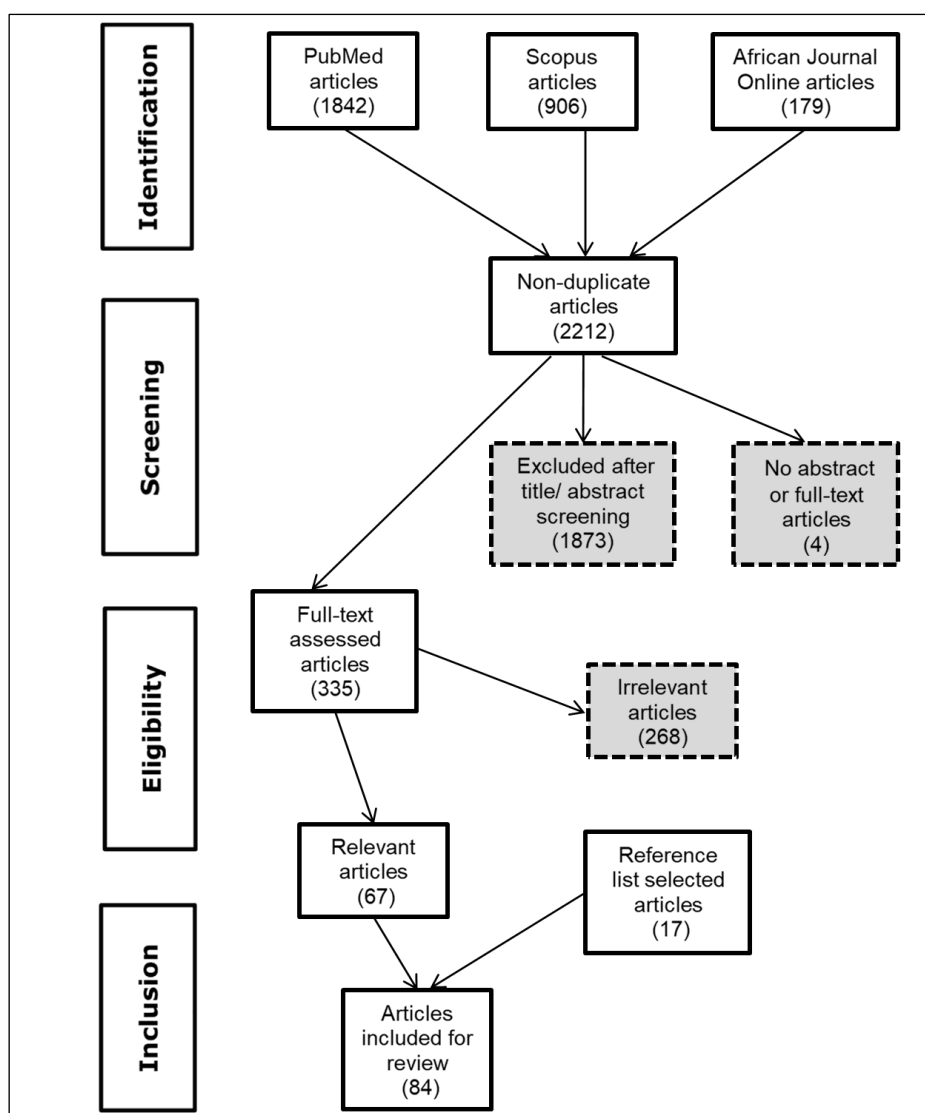 Identification
PubMed
articles
(1842)
Scopus
articles
(906)
African Journal
Online articles
(179)
Non-duplicate
articles
(2212)
Screening
Excluded after
title/ abstract
screening
(1873)
No abstract
or full-text
articles
(4)
Eligibility
Full-text
assessed
articles
(335)
Irrelevant
articles
(268)
Relevant
articles
(67)
Reference
list selected
articles
(17)
Inclusion
Articles
included for
review
(84)